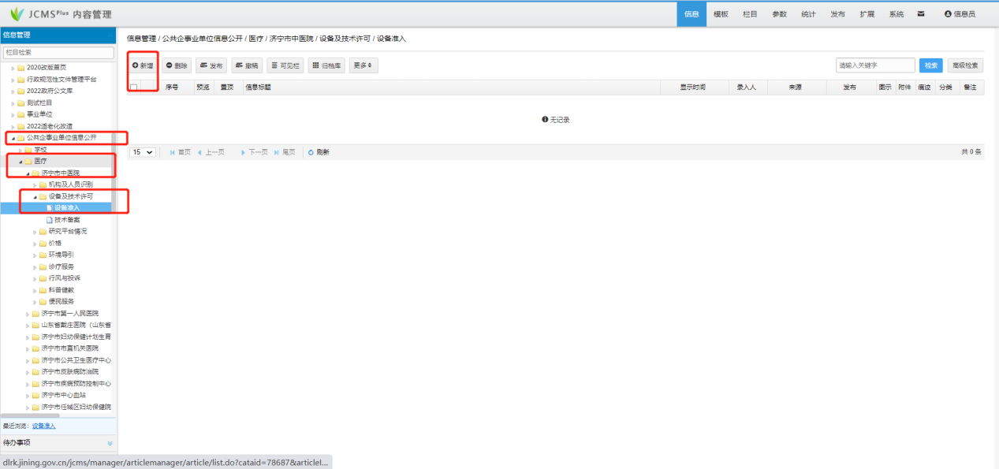 JCMSPlus 内容管理
信息 模板 栏目 参数 统计 发布 扩展 系统 信息员
信息管理
信息管理 / 公共企事业单位信息公开 / 医疗 / 济宁市中医院 / 设备及技术许可 / 设备准入
栏目检索
新增 删除 发布 撤稿 可见栏 归档库 更多 请输入关键字 检索 高级检索
序号 预览 置顶 信息标题 显示时间 录入人 来源 发布 图示 附件 痕迹 分类 备注
无记录
15 首页 上一页 下一页 尾页 刷新 共 0 条
2020改版首页
行政规范性文件管理平台
2022政府公文库
测试栏目
事业单位
2022适老化改造
公共企事业单位信息公开
学校
医疗
济宁市中医院
机构及人员识别
设备及技术许可
设备准入
技术备案
研究平台情况
价格
环境导引
诊疗服务
行风与投诉
科普健教
便民服务
济宁市第一人民医院
山东省戴庄医院（山东省
济宁市妇幼保健计划生育
济宁市市直机关医院
济宁市公共卫生医疗中心
济宁市皮肤病防治院
济宁市疾病预防控制中心
济宁市中心血站
济宁市任城区妇幼保健院
最近浏览： 设备准入
待办事项
dlrk.jining.gov.cn/jcms/manager/articlemanager/article/list.do?cataid=78687&articleI...